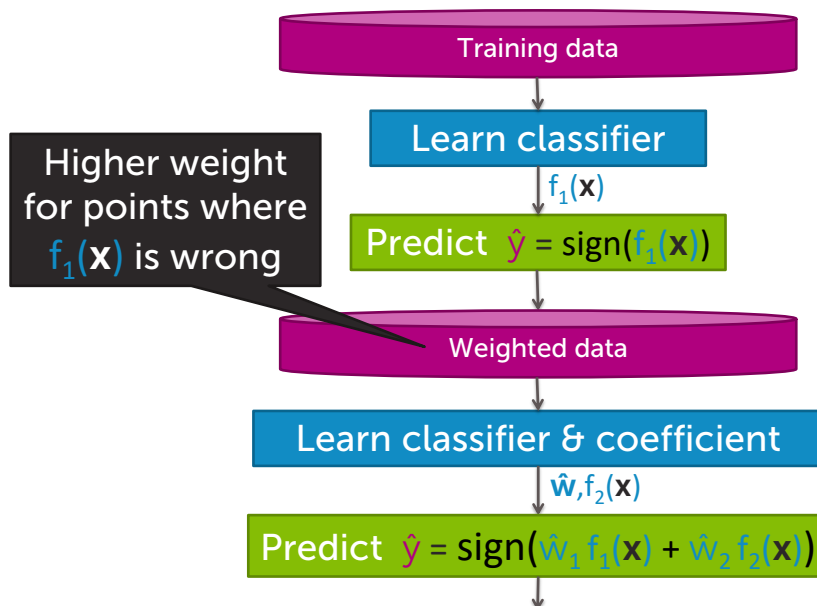 Training data
Learn classifier
f₁(x)
Higher weight
for points where
f₁(x) is wrong
Predict ŷ = sign(f₁(x))
Weighted data
Learn classifier & coefficient
ŵ,f₂(x)
Predict ŷ = sign(ŵ₁ f₁(x) + ŵ₂ f₂(x))